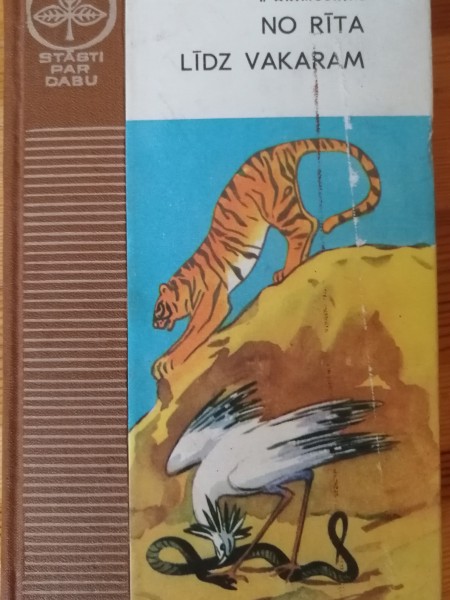 STĀSTI
PAR
DABU
NO RĪTA
LĪDZ VAKARAM